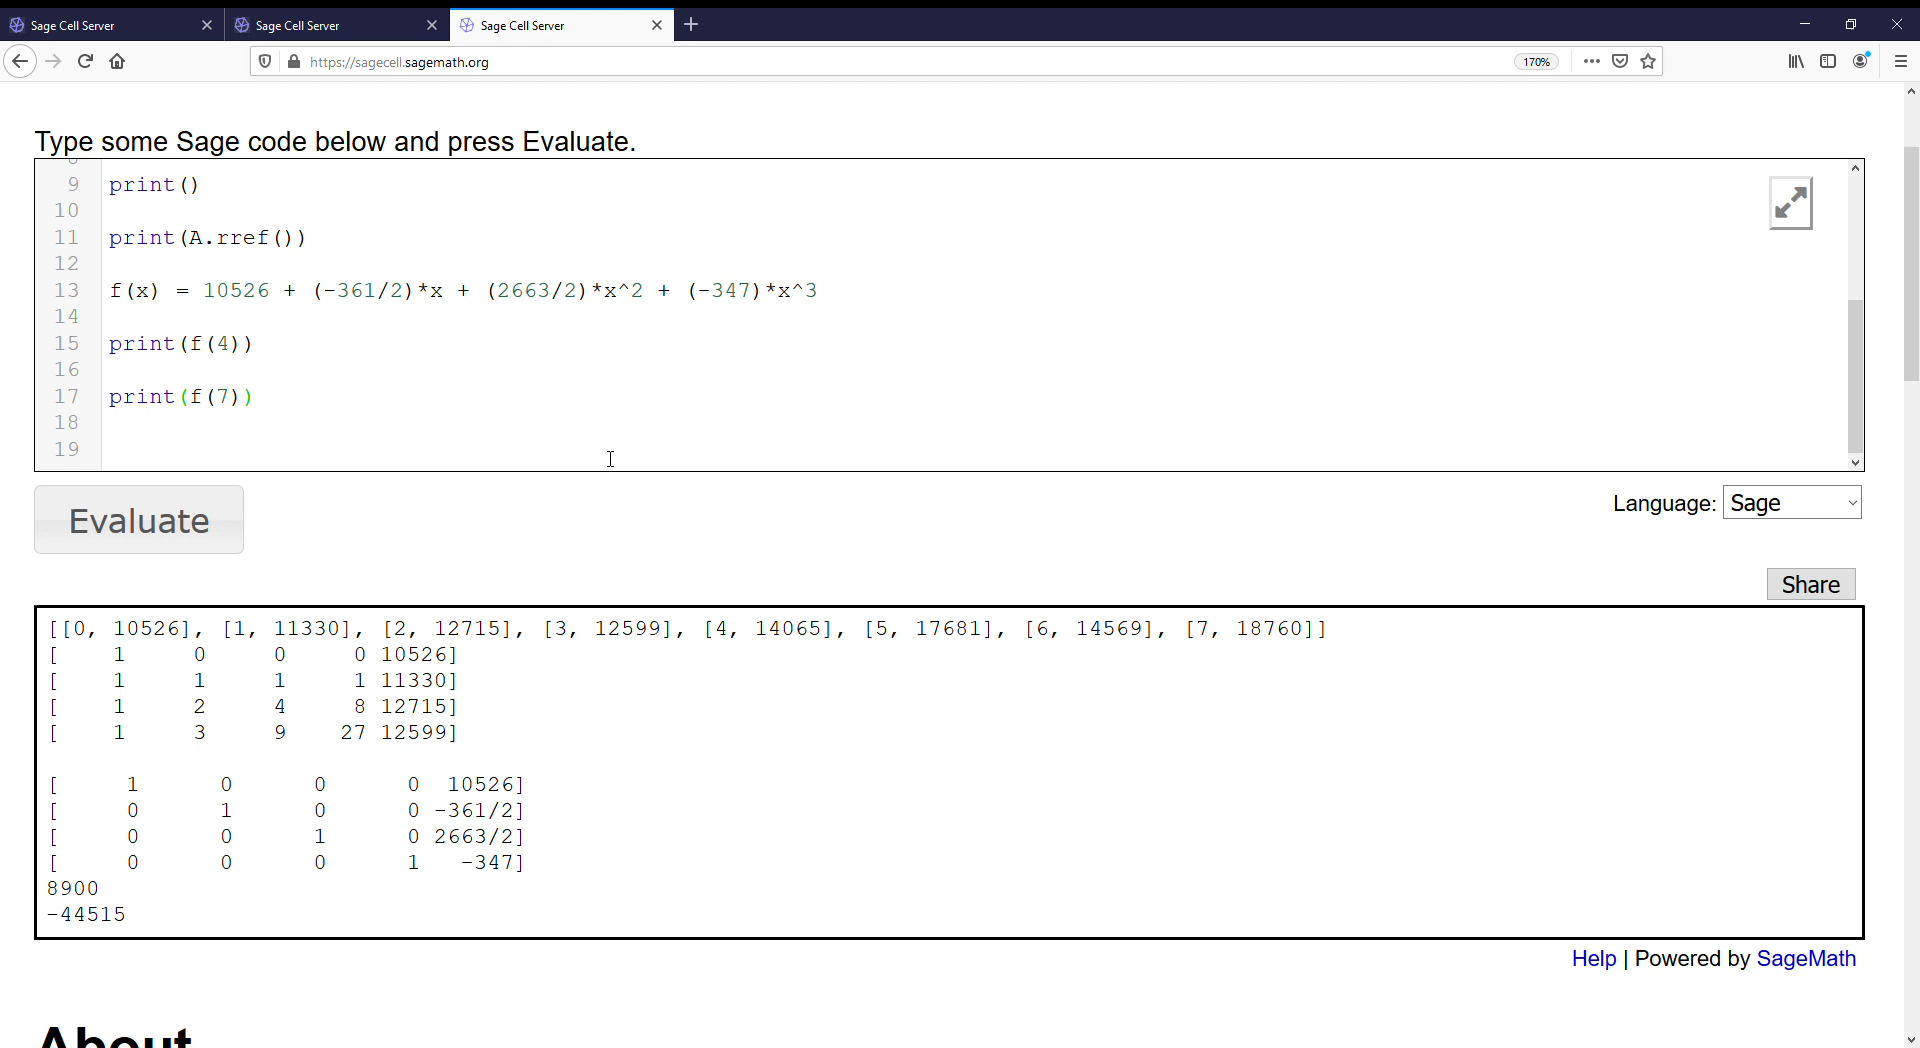 Sage Cell Server
Sage Cell Server
Sage Cell Server
https://sagecell.sagemath.org
170%
Type some Sage code below and press Evaluate.
9 print()
10
11 print(A.rref())
12
13 f(x) = 10526 + (-361/2)*x + (2663/2)*x^2 + (-347)*x^3
14
15 print(f(4))
16
17 print(f(7))
18
19
Evaluate
Language: Sage
Share
[[0, 10526], [1, 11330], [2, 12715], [3, 12599], [4, 14065], [5, 17681], [6, 14569], [7, 18760]]
[    1     0     0     0 10526]
[    1     1     1     1 11330]
[    1     2     4     8 12715]
[    1     3     9    27 12599]
[     1      0      0      0  10526]
[     0      1      0      0 -361/2]
[     0      0      1      0 2663/2]
[     0      0      0      1   -347]
8900
-44515
Help | Powered by SageMath
About